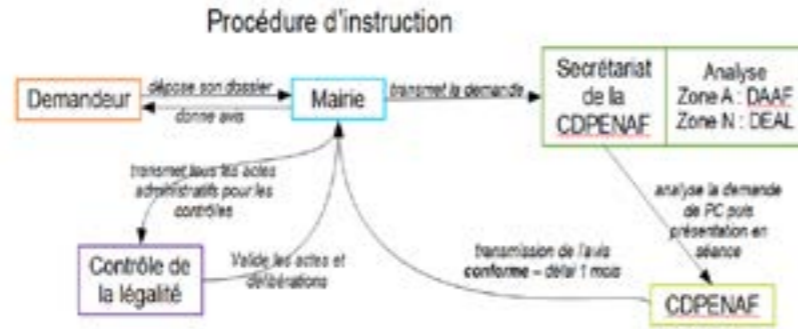 Procédure d'instruction
Demandeur
dépose son dossier
donne avis
Mairie
transmet la demande
Secrétariat
de la
CDPENAF
Analyse
Zone A : DAAF
Zone N : DEAL
transmet tous les actes
administratifs pour les
contrôles
analyse la demande
de PC puis
présentation en
séance
Contrôle de
la légalité
Valide les actes et
délibérations
transmission de l'avis
conforme – délai 1 mois
CDPENAF